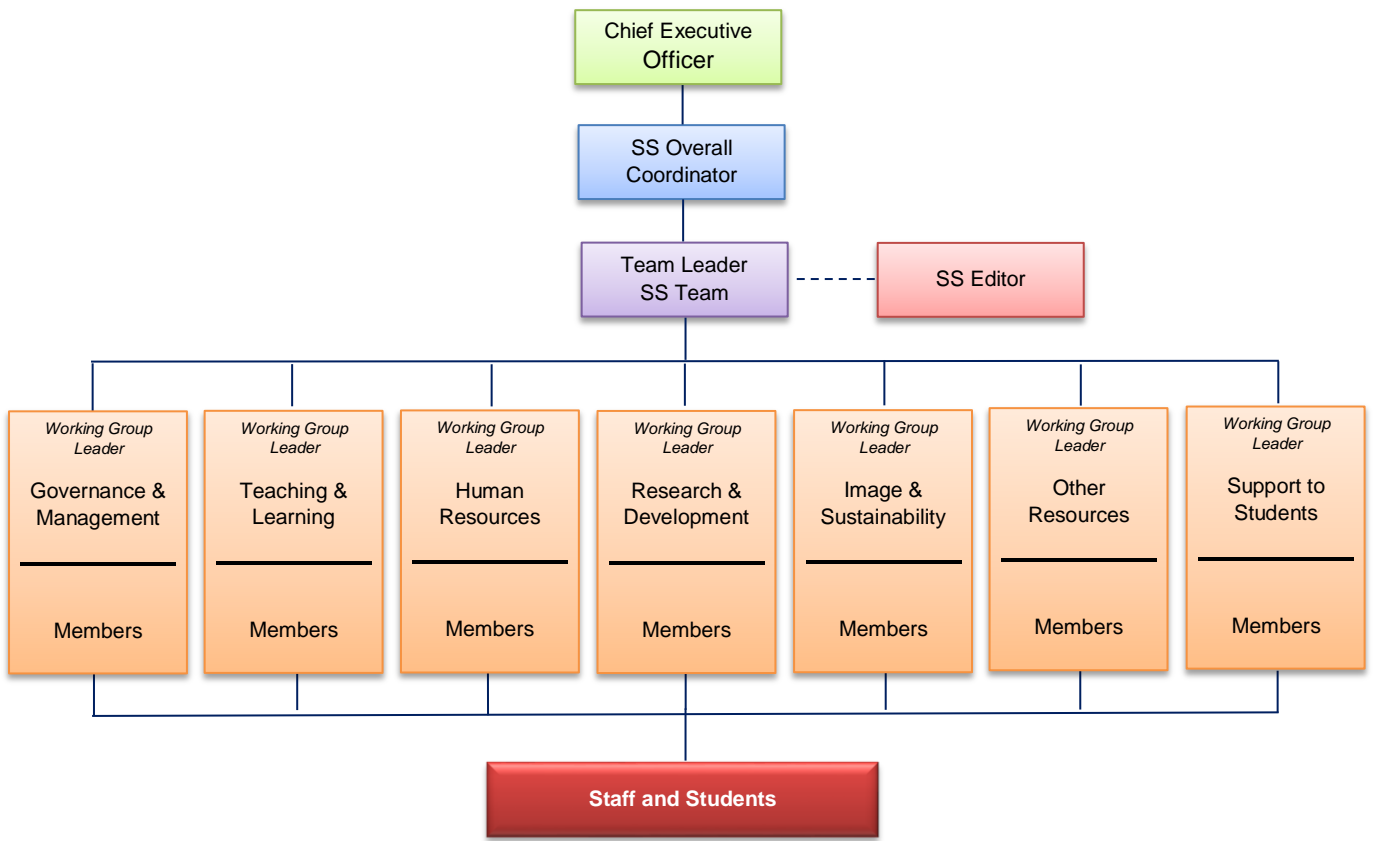 Chief Executive
Officer
SS Overall
Coordinator
Team Leader
SS Team
SS Editor
Working Group
Leader
Governance &
Management
Members
Working Group
Leader
Teaching &
Learning
Members
Working Group
Leader
Human
Resources
Members
Working Group
Leader
Research &
Development
Members
Working Group
Leader
Image &
Sustainability
Members
Working Group
Leader
Other
Resources
Members
Working Group
Leader
Support to
Students
Members
Staff and Students